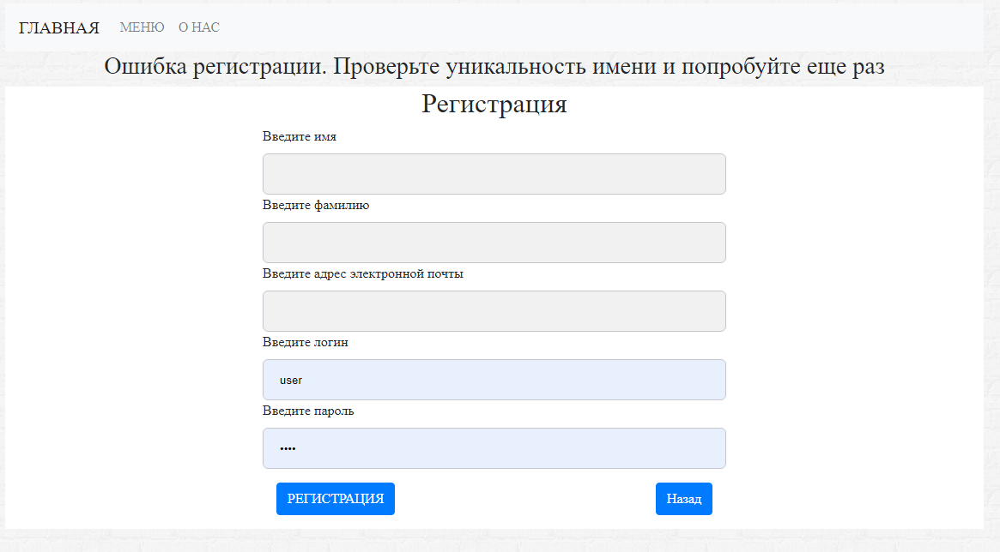 ГЛАВНАЯ МЕНЮ О НАС
Ошибка регистрации. Проверьте уникальность имени и попробуйте еще раз
Регистрация
Введите имя
Введите фамилию
Введите адрес электронной почты
Введите логин
user
Введите пароль
••••
РЕГИСТРАЦИЯ Назад